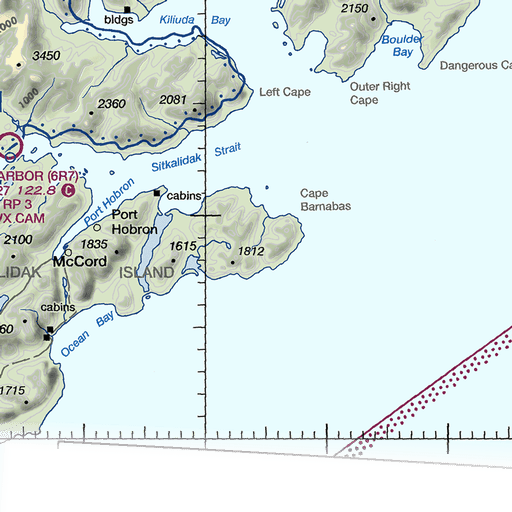 2150
bldgs
Kiliuda Bay
Boulder
Bay
3450
Dangerous Ca
1000
2360
2081
Left Cape
Outer Right
Cape
Sitkalidak Strait
ARBOR (6R7)
27 122.8 C
TRP 3
VX CAM
Port Hobron
cabins
Cape
Barnabas
Port
Hobron
2100
1835
1615
1812
McCord
LIDAK ISLAND
cabins
60
Ocean Bay
1715